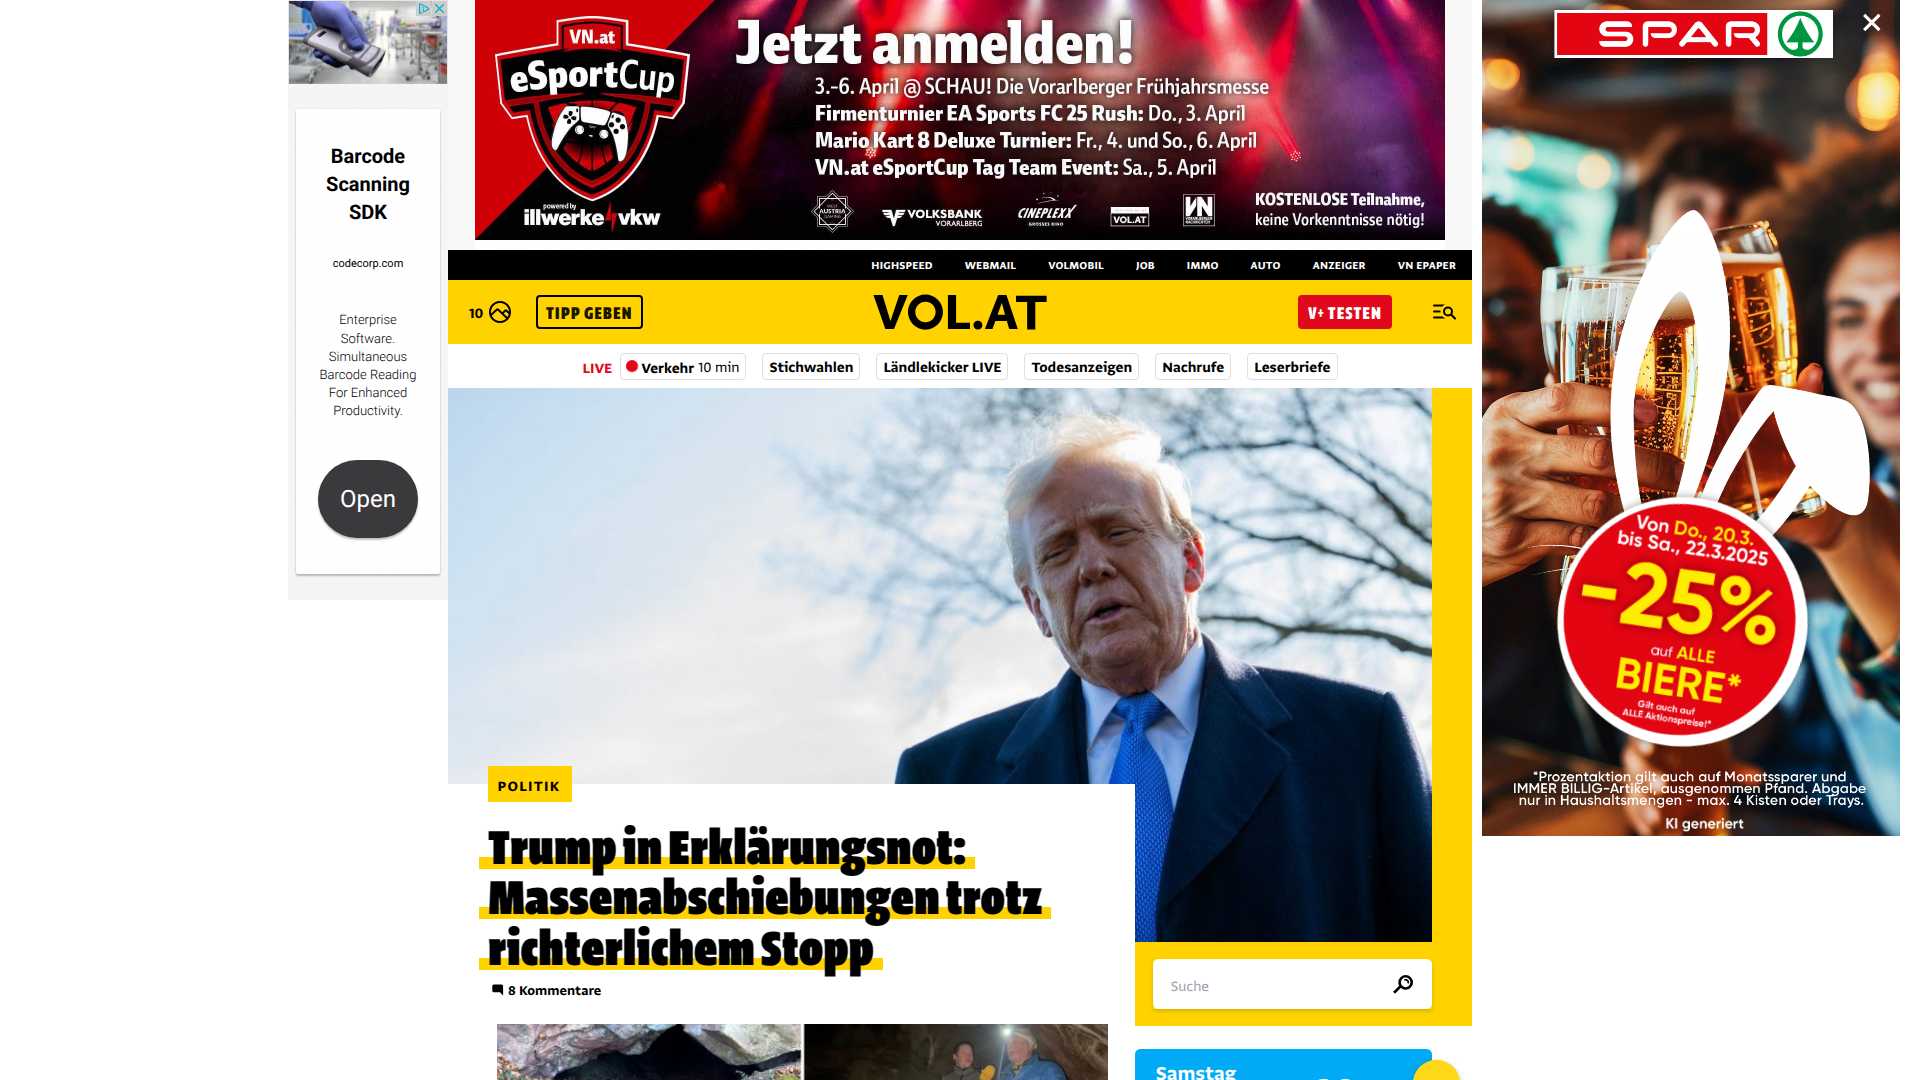 Barcode
Scanning
SDK
codecorp.com
Enterprise
Software.
Simultaneous
Barcode Reading
For Enhanced
Productivity.
Open
VN.at
eSportCup
powered by
illwerke vkw
Jetzt anmelden!
3.-6. April @ SCHAU! Die Vorarlberger Frühjahrsmesse
Firmenturnier EA Sports FC 25 Rush: Do., 3. April
Mario Kart 8 Deluxe Turnier: Fr., 4. und So., 6. April
VN.at eSportCup Tag Team Event: Sa., 5. April
AUSTRIA
VOLKSBANK
VORARLBERG
CINEPLEXX
VOL.AT
VN
KOSTENLOSE Teilnahme,
keine Vorkenntnisse nötig!
HIGHSPEED WEBMAIL VOLMOBIL JOB IMMO AUTO ANZEIGER VN EPAPER
10 TIPP GEBEN VOL.AT V+ TESTEN
LIVE Verkehr 10 min Stichwahlen Ländlekicker LIVE Todesanzeigen Nachrufe Leserbriefe
POLITIK
Trump in Erklärungsnot:
Massenabschiebungen trotz
richterlichem Stopp
8 Kommentare
Suche
Samstag
SPAR
Von Do., 20.3.
bis Sa., 22.3.2025
-25%
auf ALLE
BIERE*
Gilt auch auf
ALLE Aktionspreise!*
*Prozentaktion gilt auch auf Monatssparer und
IMMER BILLIG-Artikel, ausgenommen Pfand. Abgabe
nur in Haushaltsmengen - max. 4 Kisten oder Trays.
KI generiert